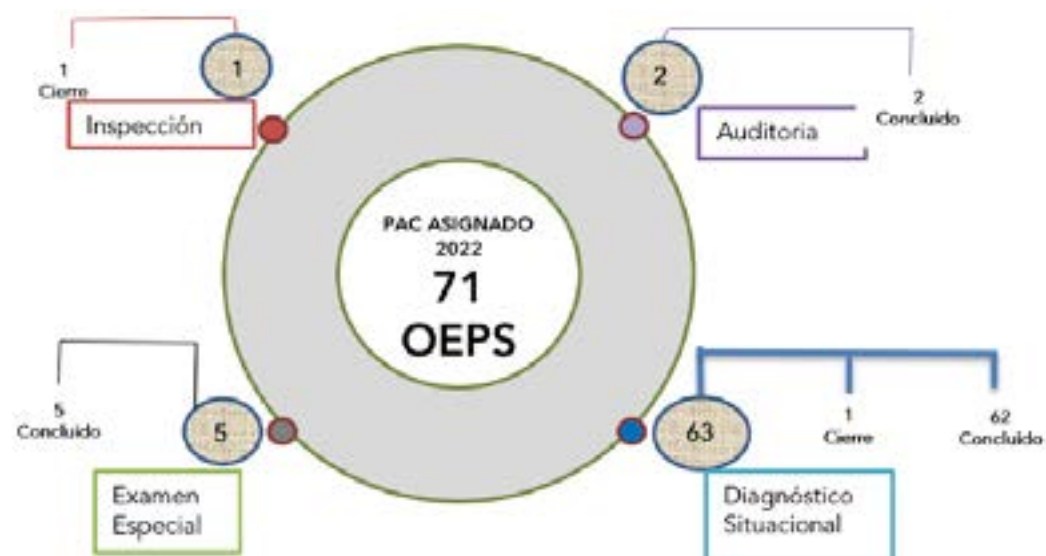 1
Cierre
1
Inspección
2
Auditoria
2
Concluido
PAC ASIGNADO
2022
71
OEPS
5
Concluido
5
Examen
Especial
63
1
Cierre
62
Concluido
Diagnóstico
Situacional